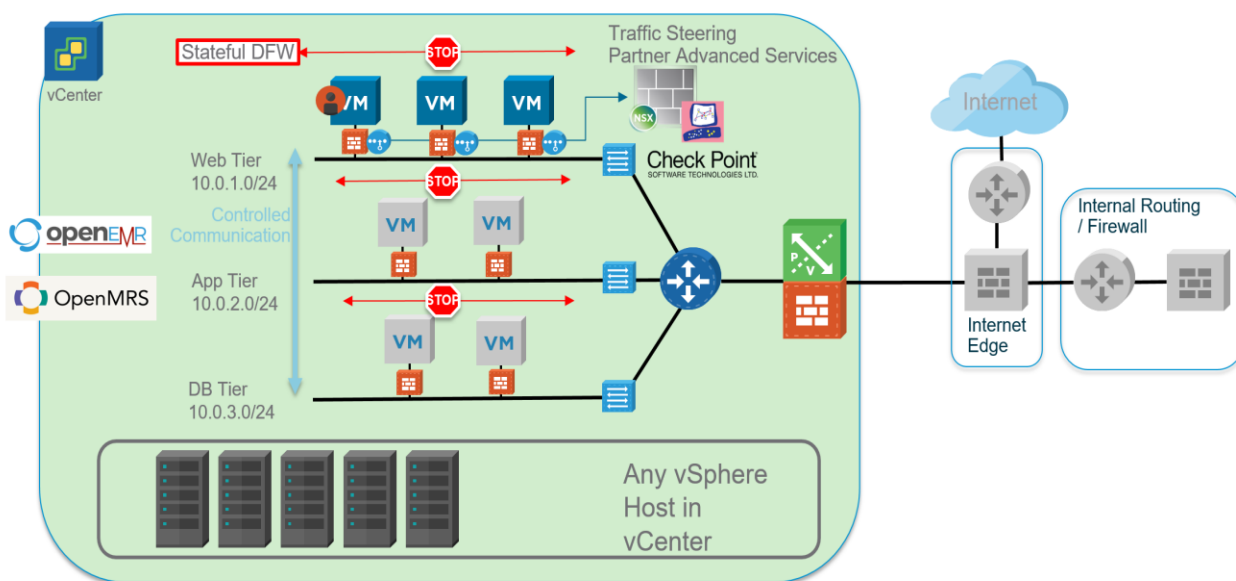 vCenter
Stateful DFW
STOP
Traffic Steering
Partner Advanced Services
VM
VM
VM
NSX
Check Point
SOFTWARE TECHNOLOGIES LTD.
Web Tier
10.0.1.0/24
STOP
Controlled
Communication
VM
VM
openEMR
OpenMRS
App Tier
10.0.2.0/24
STOP
VM
VM
DB Tier
10.0.3.0/24
P
V
Internet
Internet
Edge
Internal Routing
/ Firewall
Any vSphere
Host in
vCenter